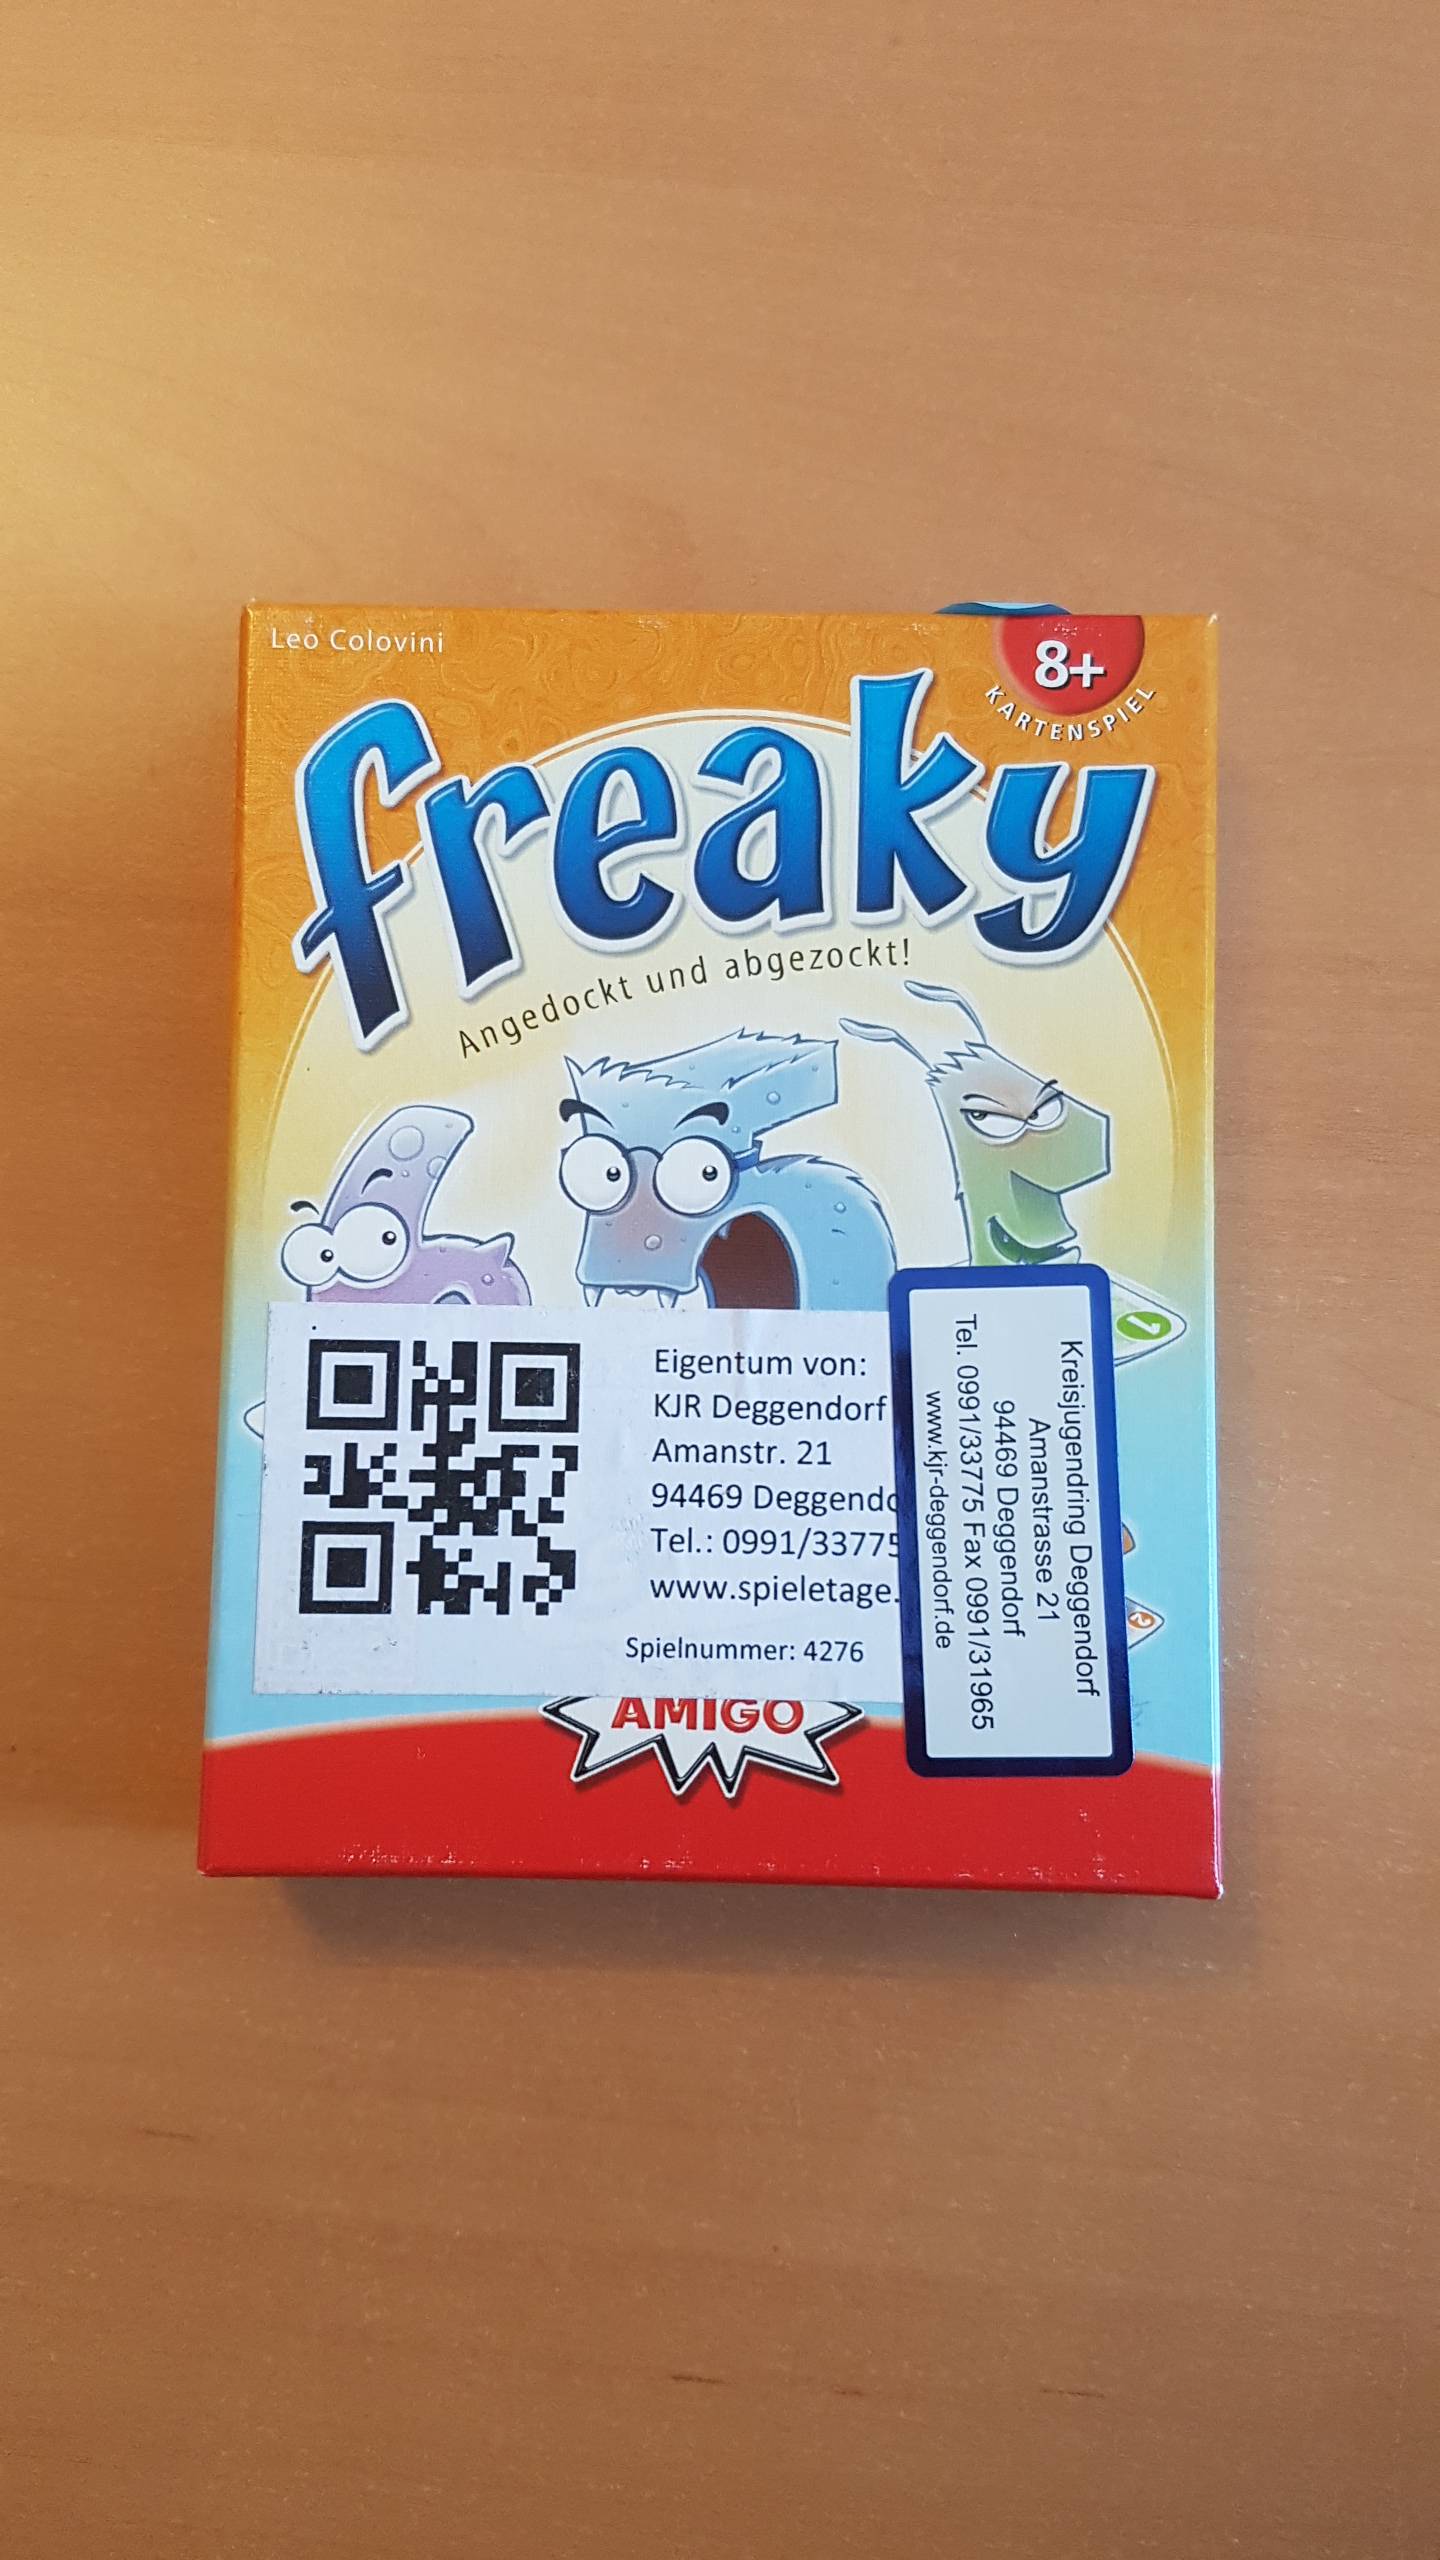 Leo Colovini
8+
KARTENSPIEL
freaky
Angedockt und abgezockt!
1
Eigentum von:
KJR Deggendorf
Amanstr. 21
94469 Deggendo
Tel.: 0991/33775
www.spieletage.
Spielnummer: 4276
Kreisjugendring Deggendorf
Amanstrasse 21
94469 Deggendorf
Tel. 0991/33775 Fax 0991/31965
www.kjr-deggendorf.de
2
AMIGO